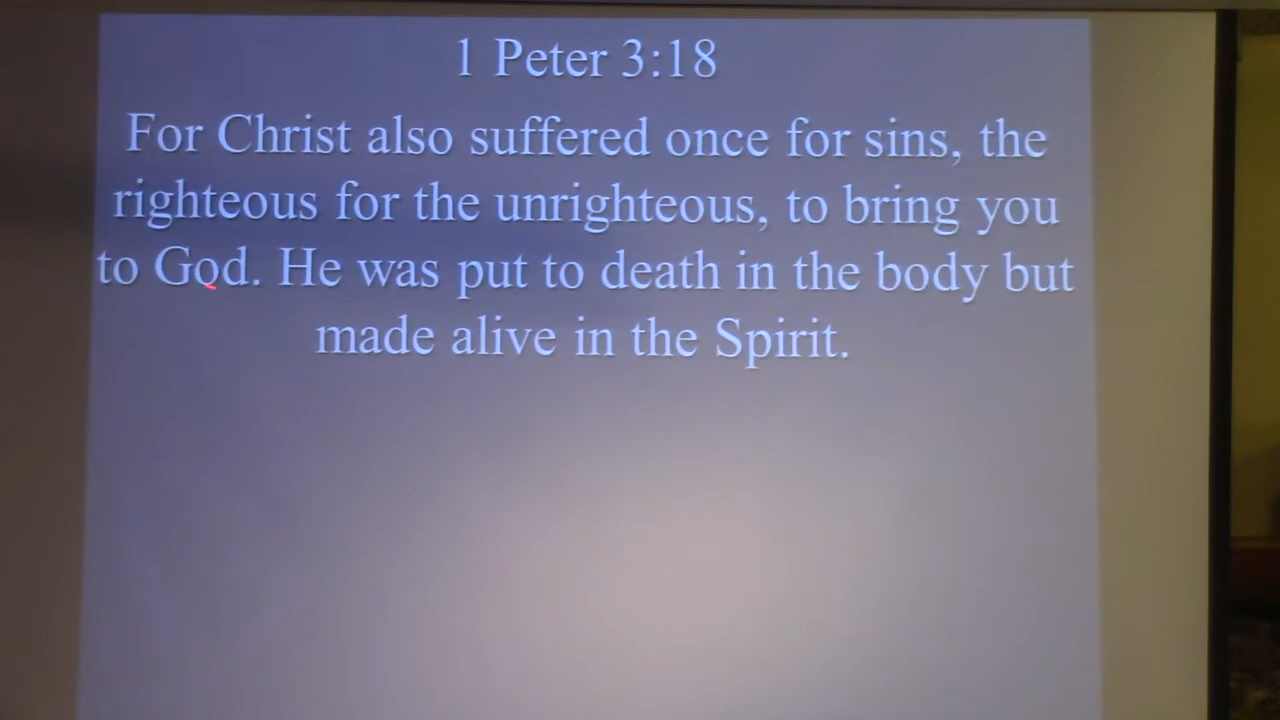 1 Peter 3:18
For Christ also suffered once for sins, the
righteous for the unrighteous, to bring you
to God. He was put to death in the body but
made alive in the Spirit.